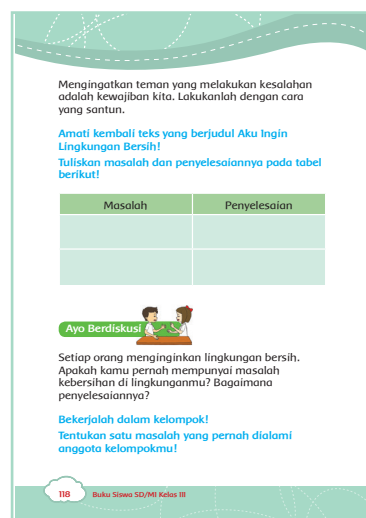 Mengingatkan teman yang melakukan kesalahan
adalah kewajiban kita. Lakukanlah dengan cara
yang santun.
Amati kembali teks yang berjudul Aku Ingin
Lingkungan Bersih!
Tuliskan masalah dan penyelesaiannya pada tabel
berikut!
Masalah Penyelesaian
Ayo Berdiskusi
Setiap orang menginginkan lingkungan bersih.
Apakah kamu pernah mempunyai masalah
kebersihan di lingkunganmu? Bagaimana
penyelesaiannya?
Bekerjalah dalam kelompok!
Tentukan satu masalah yang pernah dialami
anggota kelompokmu!
118 Buku Siswa SD/MI Kelas III